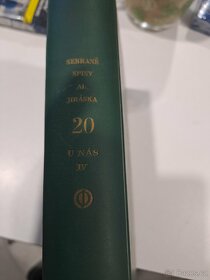 SEBRANÉ
SPISY
AL.
JIRÁSKA
20
U NÁS
IV